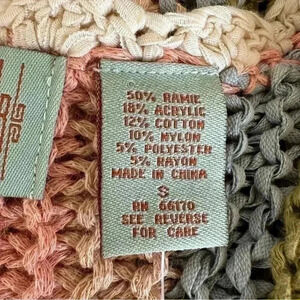 50% RAMIE
18% ACRYLIC
12% COTTON
10% NYLON
5% POLYESTER
5% RAYON
MADE IN CHINA
S
RN 66170
SEE REVERSE
FOR CARE